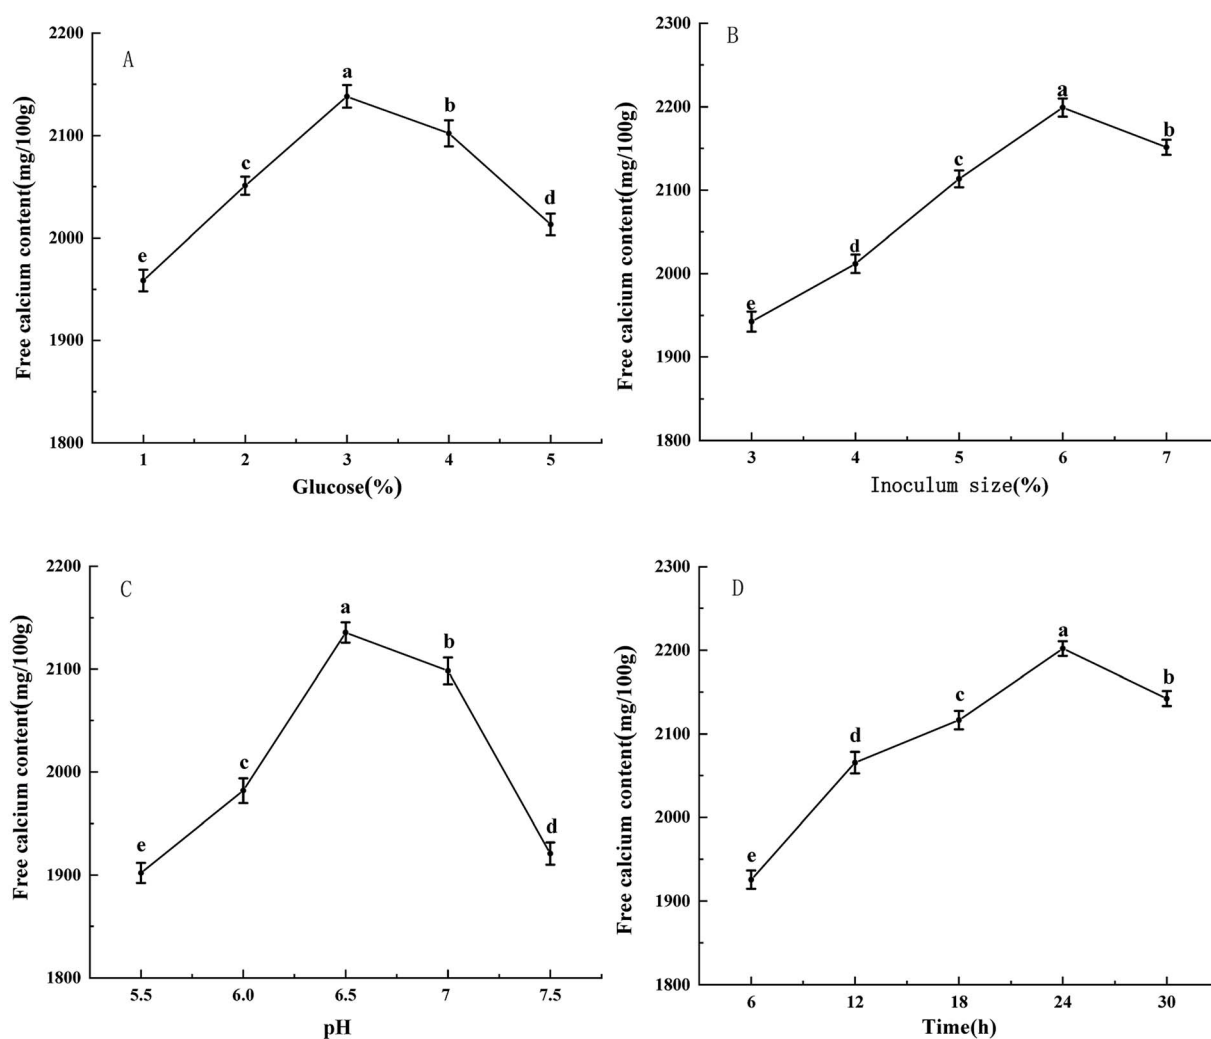 A
Free calcium content(mg/100g)
2200
2100
2000
1900
1800
e
c
a
b
d
1
2
3
4
5
Glucose(%)
B
Free calcium content(mg/100g)
2300
2200
2100
2000
1900
1800
e
d
c
a
b
3
4
5
6
7
Inoculum size(%)
C
Free calcium content(mg/100g)
2200
2100
2000
1900
1800
e
c
a
b
d
5.5
6.0
6.5
7
7.5
pH
D
Free calcium content(mg/100g)
2300
2200
2100
2000
1900
1800
e
d
c
a
b
6
12
18
24
30
Time(h)